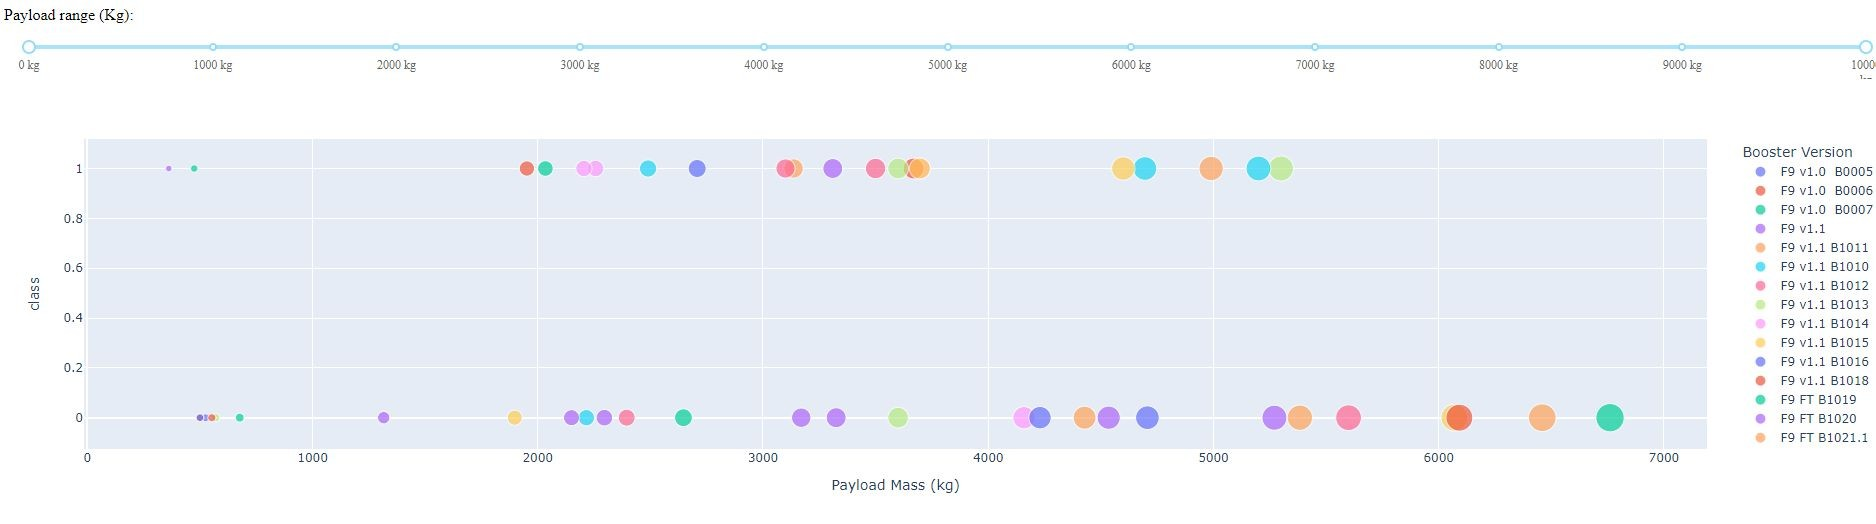 Payload range (Kg):
0 kg 1000 kg 2000 kg 3000 kg 4000 kg 5000 kg 6000 kg 7000 kg 8000 kg 9000 kg 1000
Booster Version
1
F9 v1.0  B0005
F9 v1.0  B0006
F9 v1.0  B0007
0.8
F9 v1.1
F9 v1.1 B1011
0.6
F9 v1.1 B1010
class
F9 v1.1 B1012
F9 v1.1 B1013
0.4
F9 v1.1 B1014
F9 v1.1 B1015
0.2
F9 v1.1 B1016
F9 v1.1 B1018
F9 FT B1019
0
F9 FT B1020
F9 FT B1021.1
0 1000 2000 3000 4000 5000 6000 7000
Payload Mass (kg)